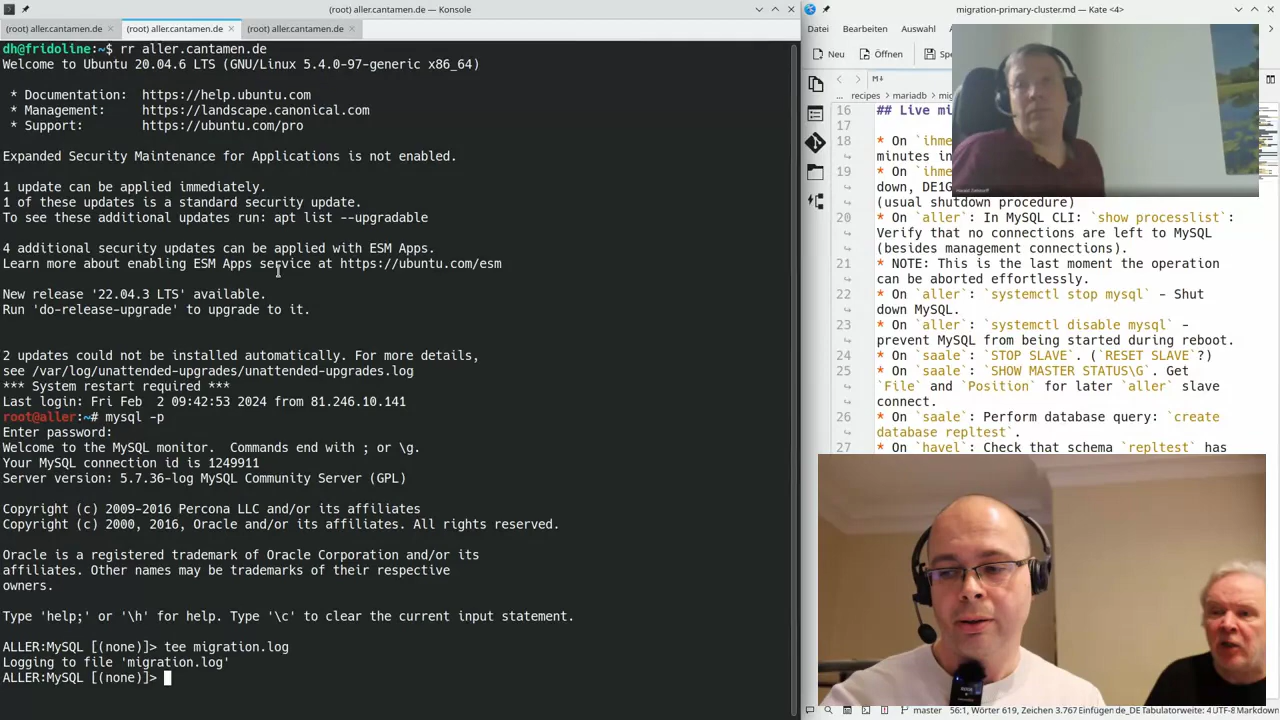 (root) aller.cantamen.de — Konsole
(root) aller.cantamen.de
(root) aller.cantamen.de
(root) aller.cantamen.de
dh@fridoline:~$ rr aller.cantamen.de
Welcome to Ubuntu 20.04.6 LTS (GNU/Linux 5.4.0-97-generic x86_64)
* Documentation: https://help.ubuntu.com
* Management: https://landscape.canonical.com
* Support: https://ubuntu.com/pro
Expanded Security Maintenance for Applications is not enabled.
1 update can be applied immediately.
1 of these updates is a standard security update.
To see these additional updates run: apt list --upgradable
4 additional security updates can be applied with ESM Apps.
Learn more about enabling ESM Apps service at https://ubuntu.com/esm
New release '22.04.3 LTS' available.
Run 'do-release-upgrade' to upgrade to it.
2 updates could not be installed automatically. For more details,
see /var/log/unattended-upgrades/unattended-upgrades.log
*** System restart required ***
Last login: Fri Feb  2 09:42:53 2024 from 81.246.10.141
root@aller:~# mysql -p
Enter password:
Welcome to the MySQL monitor.  Commands end with ; or \g.
Your MySQL connection id is 1249911
Server version: 5.7.36-log MySQL Community Server (GPL)
Copyright (c) 2009-2016 Percona LLC and/or its affiliates
Copyright (c) 2000, 2016, Oracle and/or its affiliates. All rights reserved.
Oracle is a registered trademark of Oracle Corporation and/or its
affiliates. Other names may be trademarks of their respective
owners.
Type 'help;' or '\h' for help. Type '\c' to clear the current input statement.
ALLER:MySQL [(none)]> tee migration.log
Logging to file 'migration.log'
ALLER:MySQL [(none)]>
migration-primary-cluster.md — Kate <4>
Datei Bearbeiten Auswahl
Neu Öffnen Spe
... recipes mariadb mig
16 ## Live mi
17
18 * On `ihme
minutes in
19 * On `ihme
down, DE1G
(usual shutdown procedure)
20 * On `aller`: In MySQL CLI: `show processlist`:
Verify that no connections are left to MySQL
(besides management connections).
21 * NOTE: This is the last moment the operation
can be aborted effortlessly.
22 * On `aller`: `systemctl stop mysql` - Shut
down MySQL.
23 * On `aller`: `systemctl disable mysql` -
prevent MySQL from being started during reboot.
24 * On `saale`: `STOP SLAVE`. (`RESET SLAVE`?)
25 * On `saale`: `SHOW MASTER STATUS\G`. Get
`File` and `Position` for later `aller` slave
connect.
26 * On `saale`: Perform database query: `create
database repltest`.
27 * On `havel`: Check that schema `repltest` has
master 56:1, Wörter 619, Zeichen 3.767 Einfügen de_DE Tabulatorweite: 4 UTF-8 Markdown